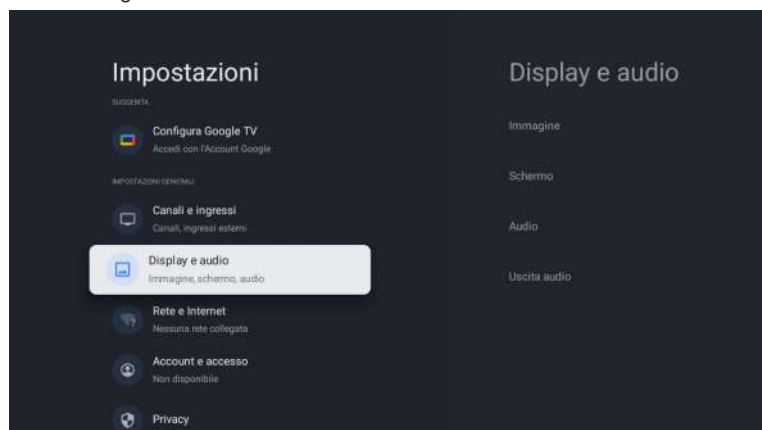 Impostazioni
SUGGERITA
Configura Google TV
Accedi con l'Account Google
IMPOSTAZIONI GENERALI
Canali e ingressi
Canali, ingressi esterni
Display e audio
Immagine, schermo, audio
Rete e Internet
Nessuna rete collegata
Account e accesso
Non disponibile
Privacy
Display e audio
Immagine
Schermo
Audio
Uscita audio